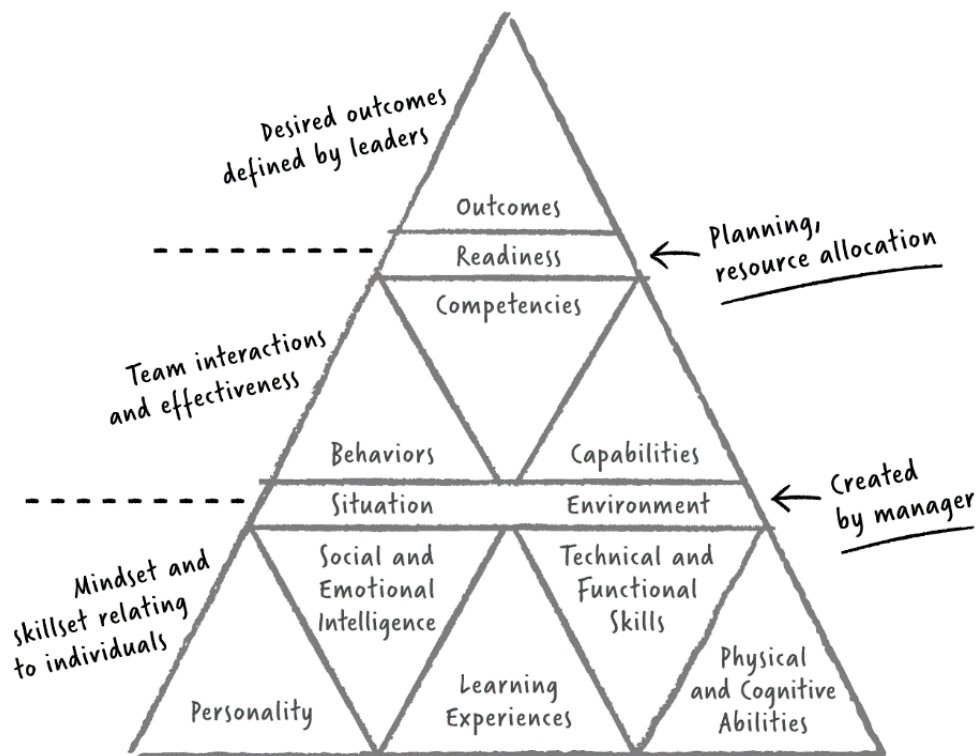 Desired outcomes
defined by leaders
Outcomes
Readiness
Planning,
resource allocation
Competencies
Team interactions
and effectiveness
Behaviors
Capabilities
Situation
Environment
Created
by manager
Mindset and
skillset relating
to individuals
Social and
Emotional
Intelligence
Technical and
Functional
Skills
Personality
Learning
Experiences
Physical
and Cognitive
Abilities